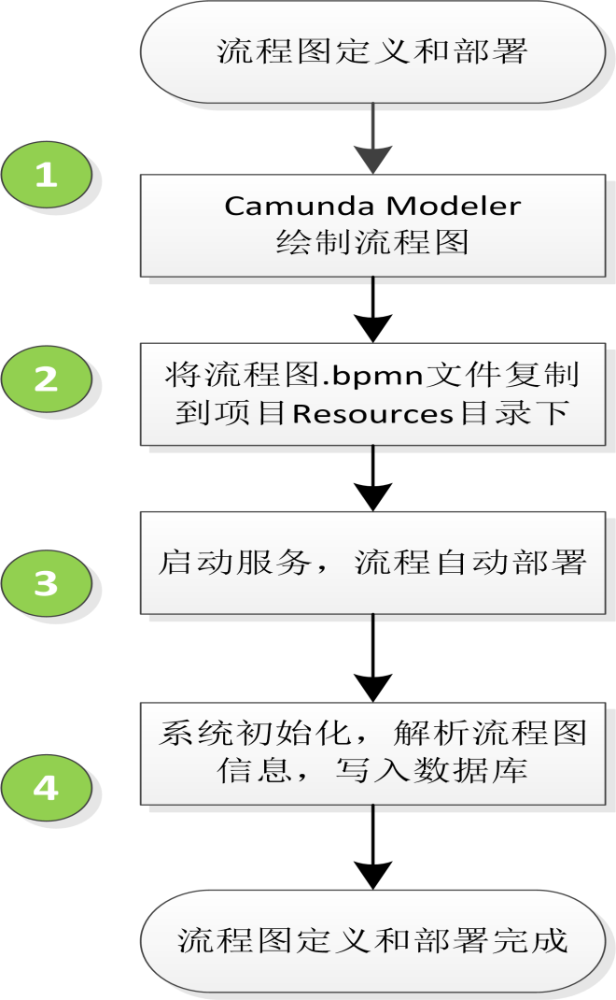 流程图定义和部署
1
Camunda Modeler
绘制流程图
2
将流程图.bpmn文件复制
到项目Resources目录下
3
启动服务，流程自动部署
4
系统初始化，解析流程图
信息，写入数据库
流程图定义和部署完成